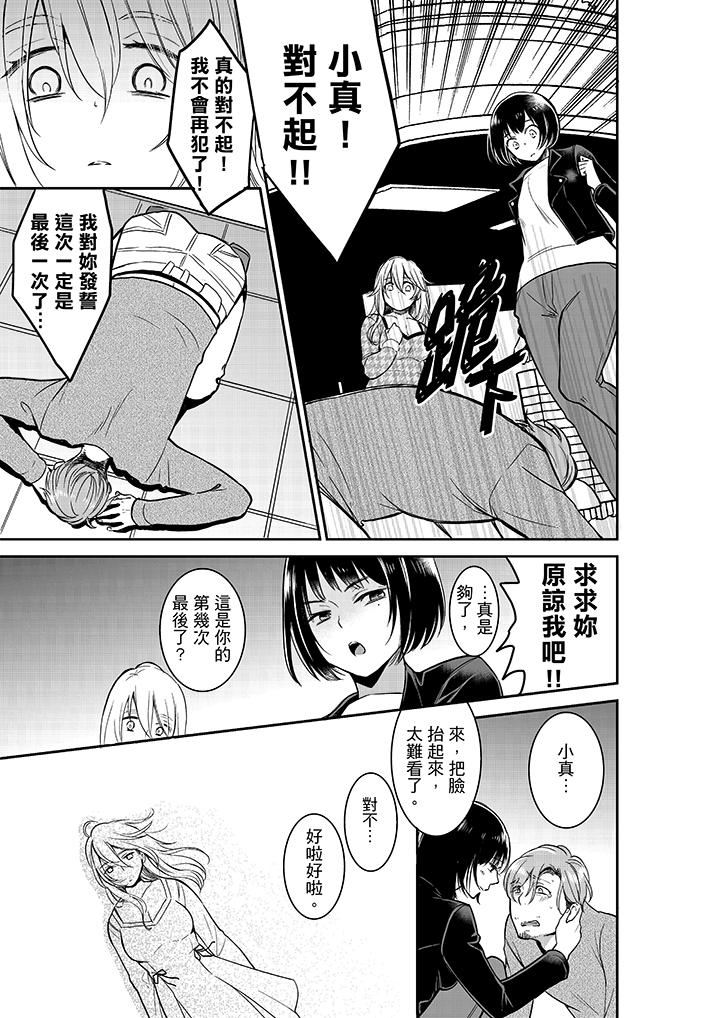 小真！
對不起！！
跪下
真的對不起！
我不會再犯了！
我對妳發誓
這次一定是
最後一次了…
求求妳
原諒我吧！！
…真是
夠了，
這是你的
第幾次
最後了？
小真…
來，把臉
抬起來，
太難看了。
對不…
好啦好啦。